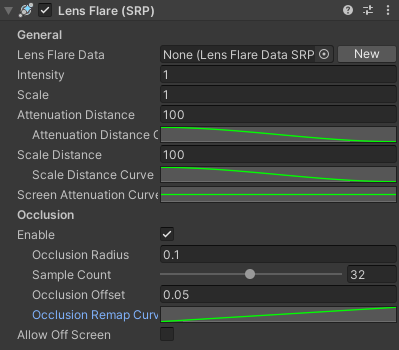 Lens Flare (SRP)
General
Lens Flare Data None (Lens Flare Data SRP New
Intensity 1
Scale 1
Attenuation Distance 100
Attenuation Distance C
Scale Distance 100
Scale Distance Curve
Screen Attenuation Curve
Occlusion
Enable
Occlusion Radius 0.1
Sample Count 32
Occlusion Offset 0.05
Occlusion Remap Curv
Allow Off Screen